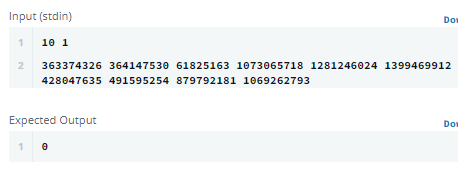 Input (stdin)
Dow
1 10 1
2 363374326 364147530 61825163 1073065718 1281246024 1399469912
428047635 491595254 879792181 1069262793
Expected Output
Dow
1 0